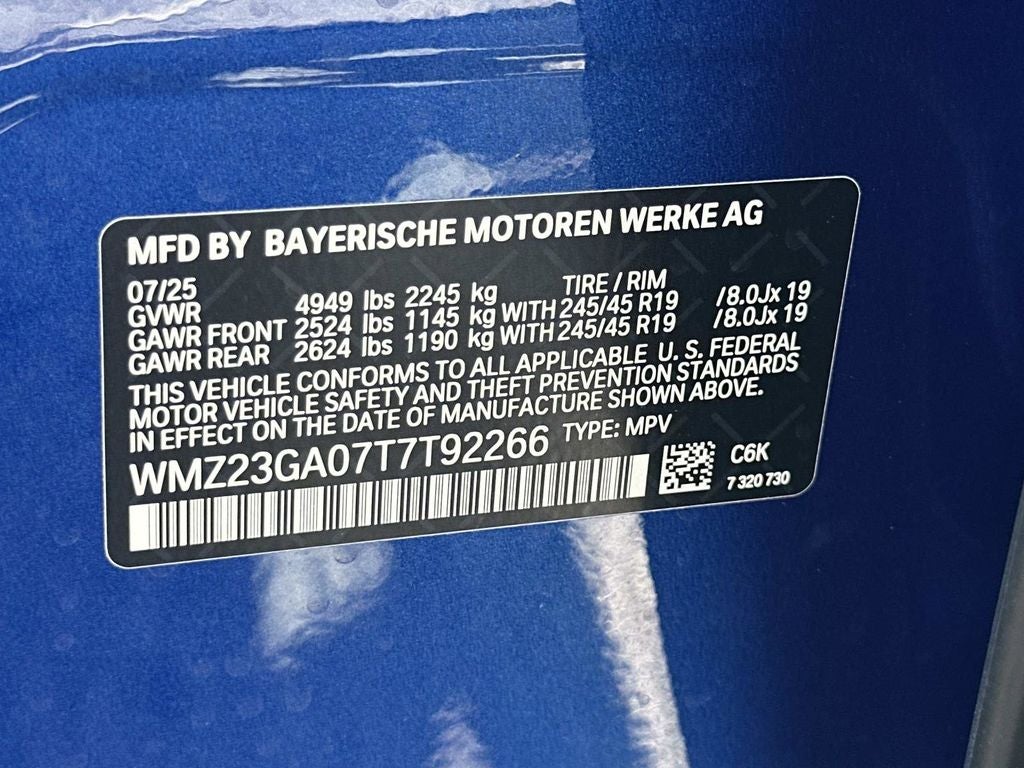 MFD BY BAYERISCHE MOTOREN WERKE AG
07/25 TIRE / RIM
GVWR 4949 lbs 2245 kg
GAWR FRONT 2524 lbs 1145 kg WITH 245/45 R19 /8.0Jx 19
GAWR REAR 2624 lbs 1190 kg WITH 245/45 R19 /8.0Jx 19
THIS VEHICLE CONFORMS TO ALL APPLICABLE U. S. FEDERAL
MOTOR VEHICLE SAFETY AND THEFT PREVENTION STANDARDS
IN EFFECT ON THE DATE OF MANUFACTURE SHOWN ABOVE.
WMZ23GA07T7T92266 TYPE: MPV
C6K
7 320 730